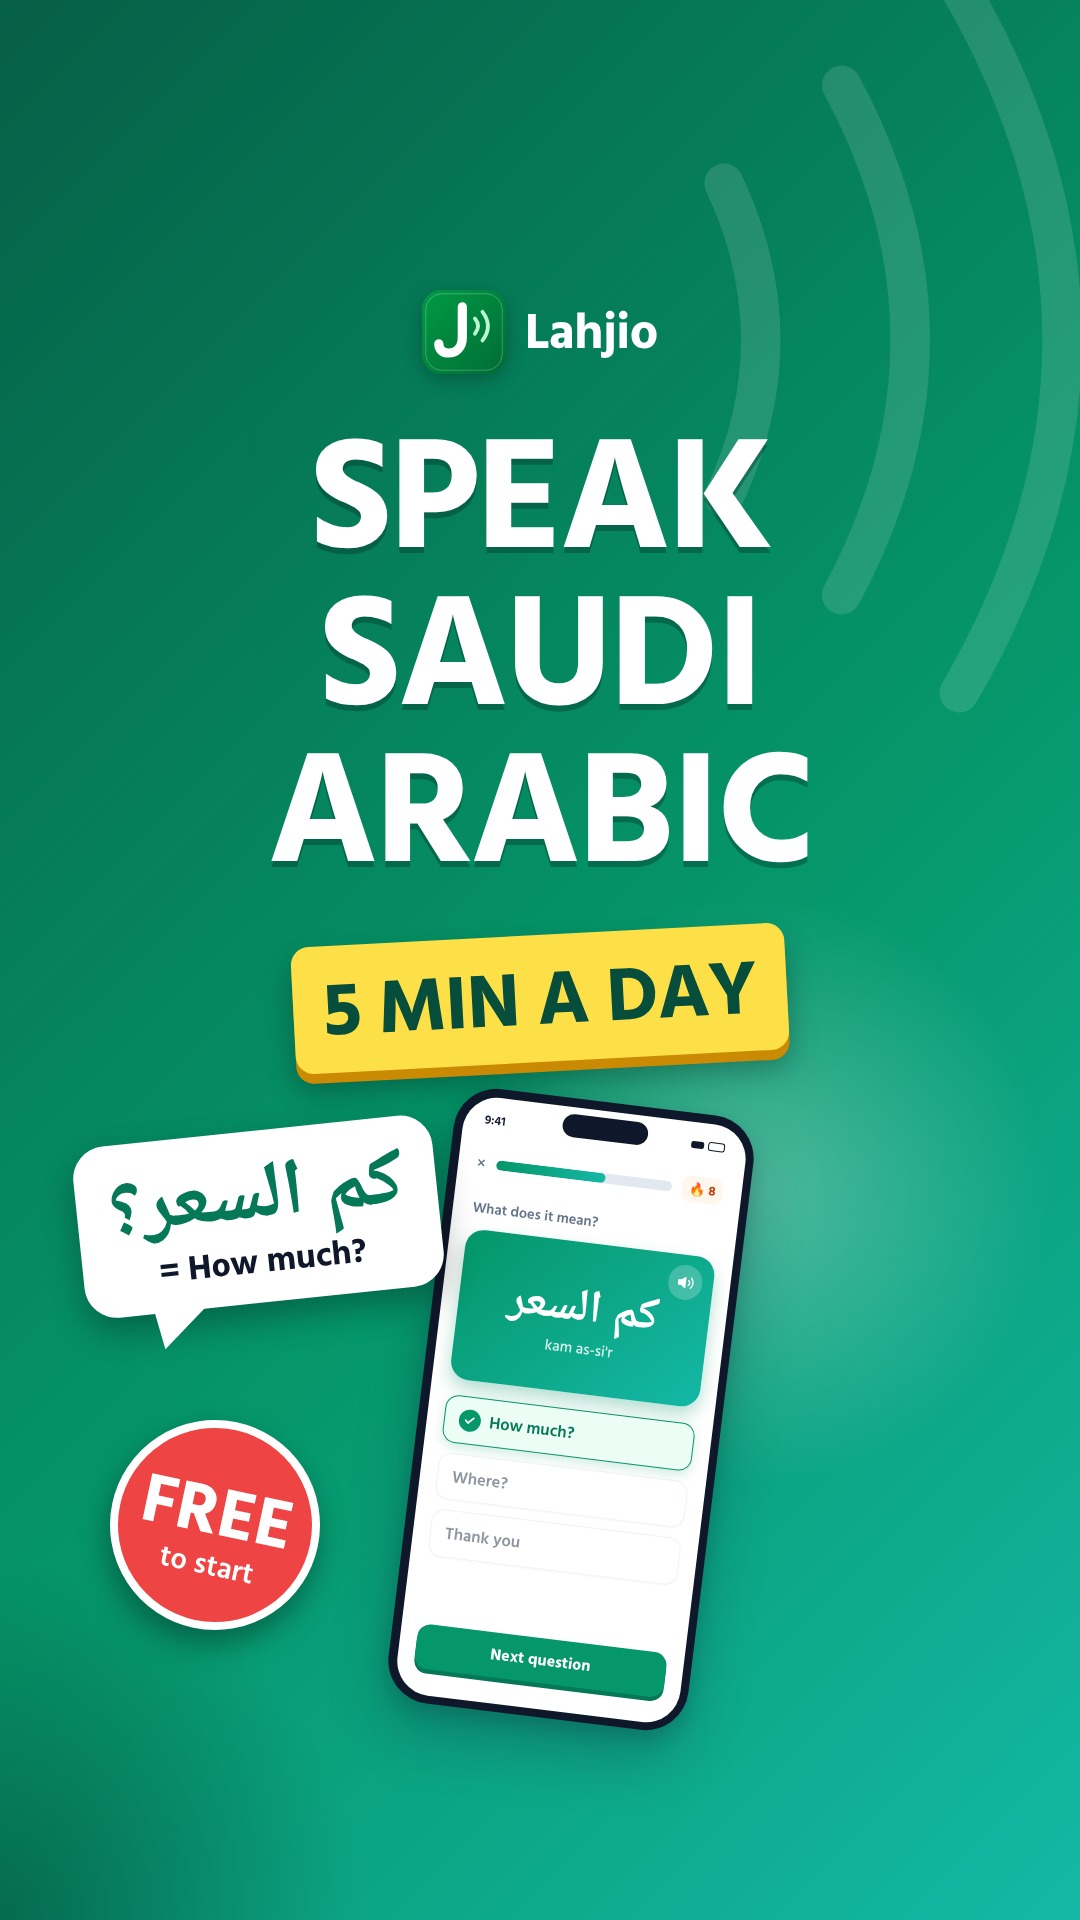 Lahjio
SPEAK
SAUDI
ARABIC
5 MIN A DAY
كم السعر؟
= How much?
9:41
×
🔥 8
What does it mean?
كم السعر
kam as-si'r
How much?
Where?
Thank you
Next question
FREE
to start